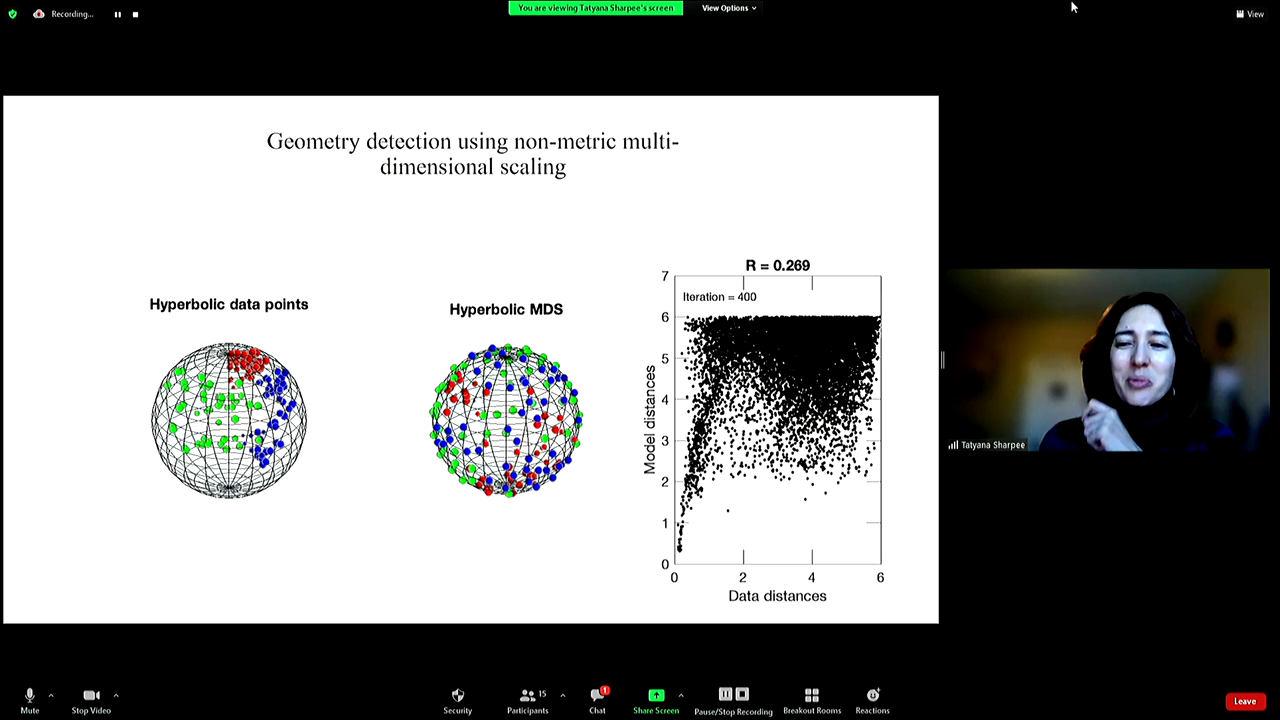 Recording...
You are viewing Tatyana Sharpee's screen
View Options
View
Geometry detection using non-metric multi-
dimensional scaling
Hyperbolic data points
Hyperbolic MDS
R = 0.269
Iteration = 400
7
6
5
4
3
2
1
0
Model distances
0 2 4 6
Data distances
Tatyana Sharpee
Mute
Stop Video
Security
15
Participants
1
Chat
Share Screen
Pause/Stop Recording
Breakout Rooms
Reactions
Leave